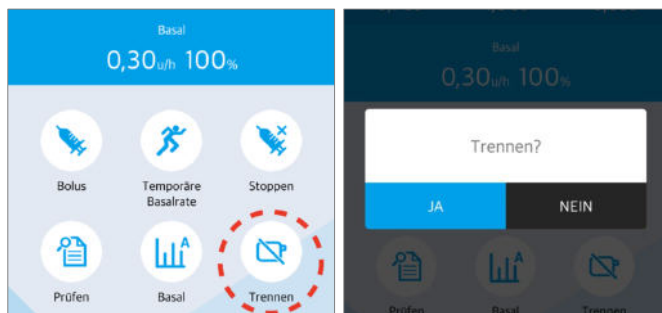 Basal
0,30u/h 100%
Bolus
Temporäre
Basalrate
Stoppen
A
Prüfen
Basal
Trennen
Basal
0,30u/h 100%
Trennen?
JA
NEIN
A
Prüfen
Basal
Trennen